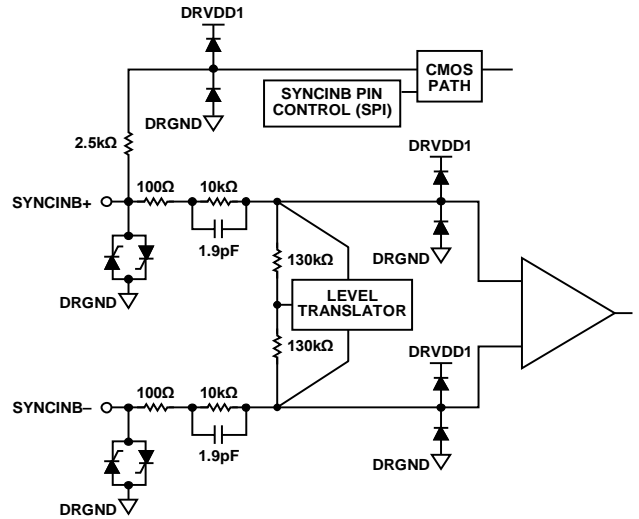 DRVDD1
CMOS
PATH
SYNCINB PIN
CONTROL (SPI)
DRGND
2.5kΩ
DRVDD1
SYNCINB+
100Ω
10kΩ
1.9pF
DRGND
130kΩ
DRGND
LEVEL
TRANSLATOR
130kΩ
DRVDD1
SYNCINB–
100Ω
10kΩ
1.9pF
DRGND
DRGND